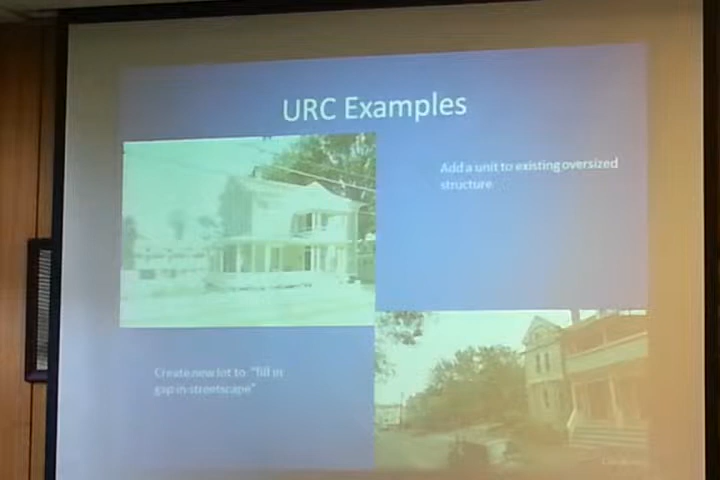 URC Examples
Add a unit to existing oversized
structure
Create new lot to "fill in
gap in streetscape"